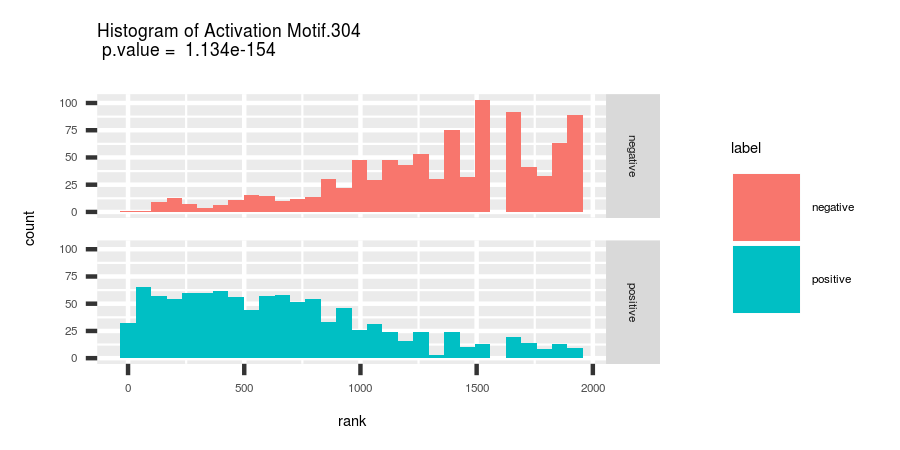 Histogram of Activation Motif.304
p.value =  1.134e-154
count
100
75
50
25
0
negative
100
75
50
25
0
positive
0
500
1000
1500
2000
rank
label
negative
positive